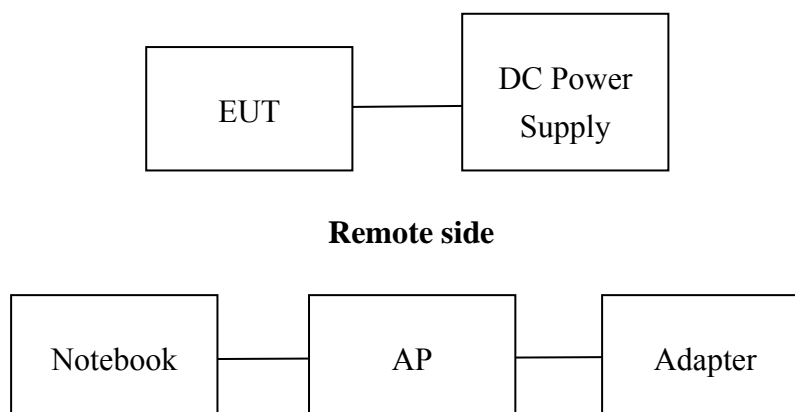 EUT
DC Power
Supply
Remote side
Notebook
AP
Adapter